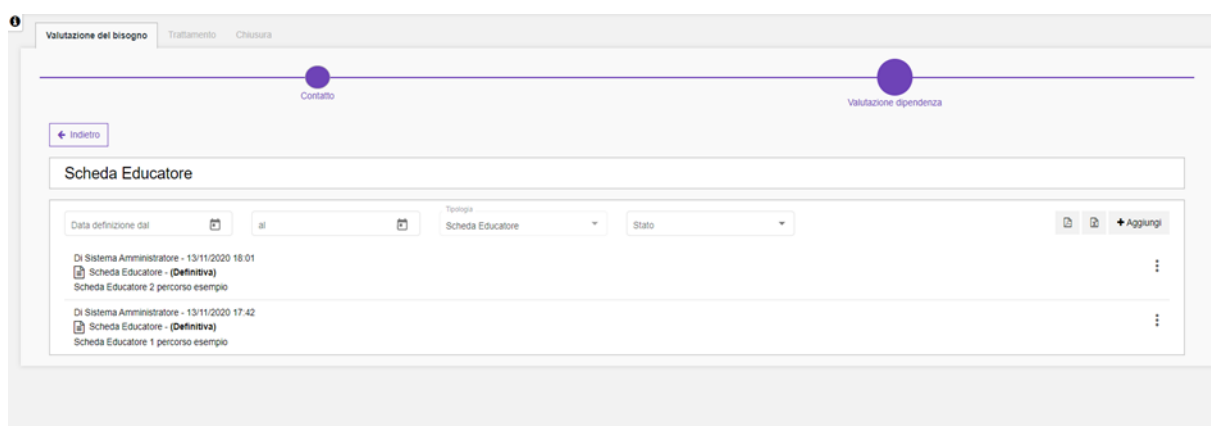 Valutazione del bisogno Trattamento Chiusura
Contatto
Valutazione dipendenza
Indietro
Scheda Educatore
Data definizione dal
al
Tipologia
Scheda Educatore
Stato
+ Aggiungi
Di Sistema Amministratore - 13/11/2020 18:01
Scheda Educatore - (Definitiva)
Scheda Educatore 2 percorso esempio
Di Sistema Amministratore - 13/11/2020 17:42
Scheda Educatore - (Definitiva)
Scheda Educatore 1 percorso esempio